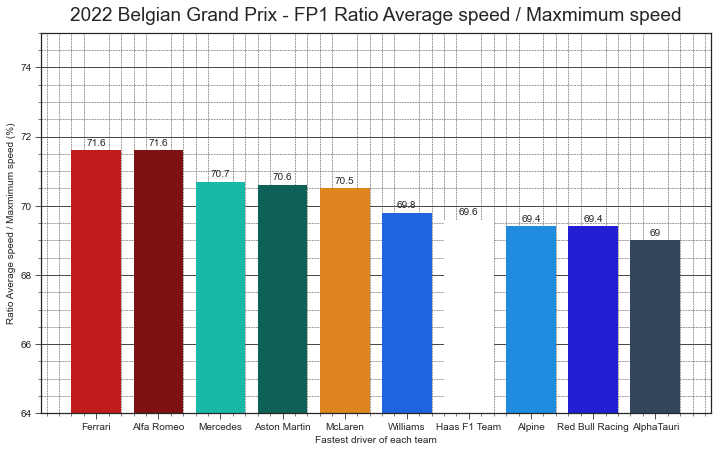 2022 Belgian Grand Prix - FP1 Ratio Average speed / Maxmimum speed
Ratio Average speed / Maxmimum speed (%)
74
72
70
68
66
64
71.6
71.6
70.7
70.6
70.5
69.8
69.6
69.4
69.4
69
Ferrari
Alfa Romeo
Mercedes
Aston Martin
McLaren
Williams
Haas F1 Team
Alpine
Red Bull Racing
AlphaTauri
Fastest driver of each team